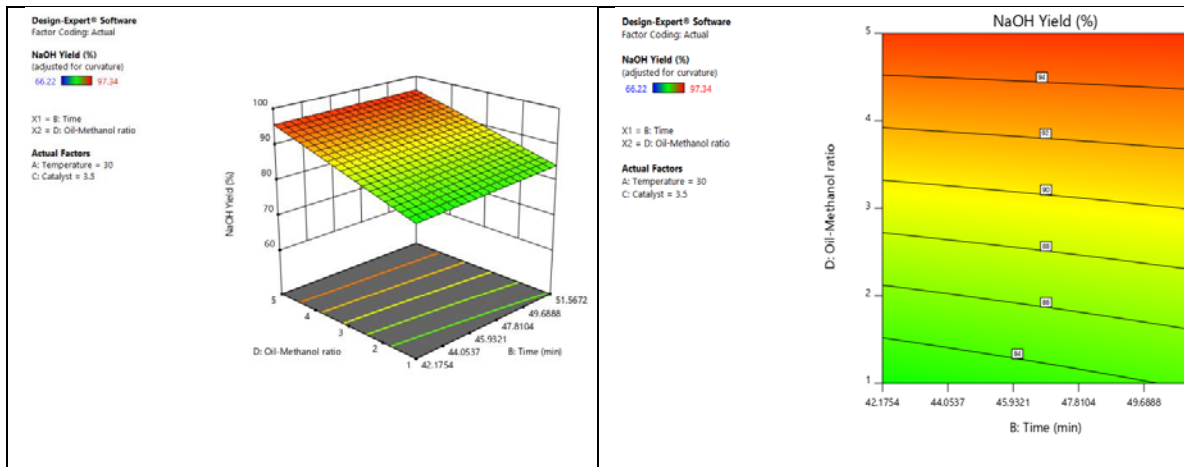 Design-Expert® Software
Factor Coding: Actual
NaOH Yield (%)
(adjusted for curvature)
66.22 97.34
X1 = B: Time
X2 = D: Oil-Methanol ratio
Actual Factors
A: Temperature = 30
C: Catalyst = 3.5
NaOH Yield (%)
100
90
80
70
60
5
4
3
2
1
D: Oil-Methanol ratio
42.1754
44.0537
45.9321
47.8104
49.6888
51.5672
B: Time (min)
Design-Expert® Software
Factor Coding: Actual
NaOH Yield (%)
(adjusted for curvature)
66.22 97.34
X1 = B: Time
X2 = D: Oil-Methanol ratio
Actual Factors
A: Temperature = 30
C: Catalyst = 3.5
NaOH Yield (%)
D: Oil-Methanol ratio
5
4
3
2
1
94
92
90
88
86
84
42.1754 44.0537 45.9321 47.8104 49.6888
B: Time (min)